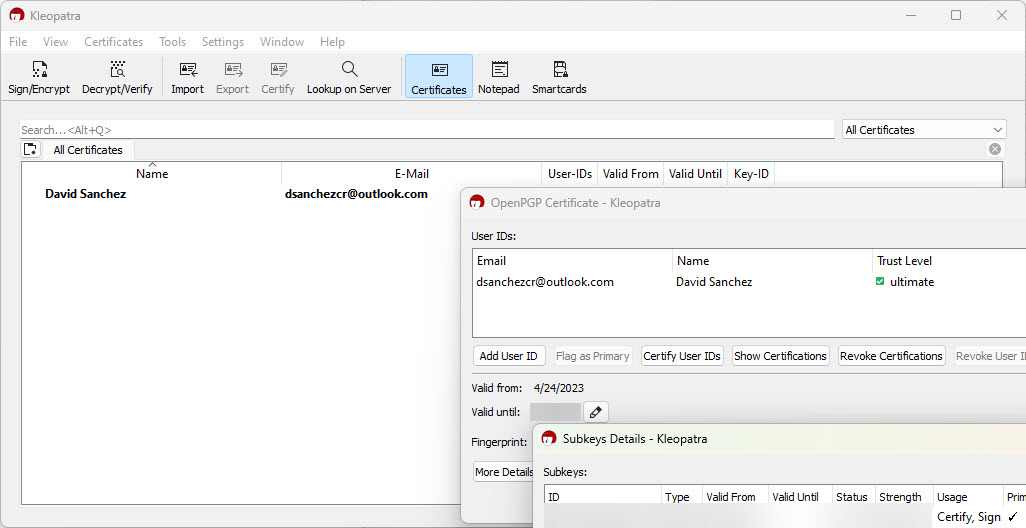 Kleopatra
File View Certificates Tools Settings Window Help
Sign/Encrypt Decrypt/Verify Import Export Certify Lookup on Server Certificates Notepad Smartcards
Search...<Alt+Q> All Certificates
All Certificates
Name E-Mail User-IDs Valid From Valid Until Key-ID
David Sanchez dsanchezcr@outlook.com
OpenPGP Certificate - Kleopatra
User IDs:
Email Name Trust Level
dsanchezcr@outlook.com David Sanchez ultimate
Add User ID Flag as Primary Certify User IDs Show Certifications Revoke Certifications Revoke User I
Valid from: 4/24/2023
Valid until:
Fingerprint:
More Details
Subkeys Details - Kleopatra
Subkeys:
ID Type Valid From Valid Until Status Strength Usage Prim
Certify, Sign ✓